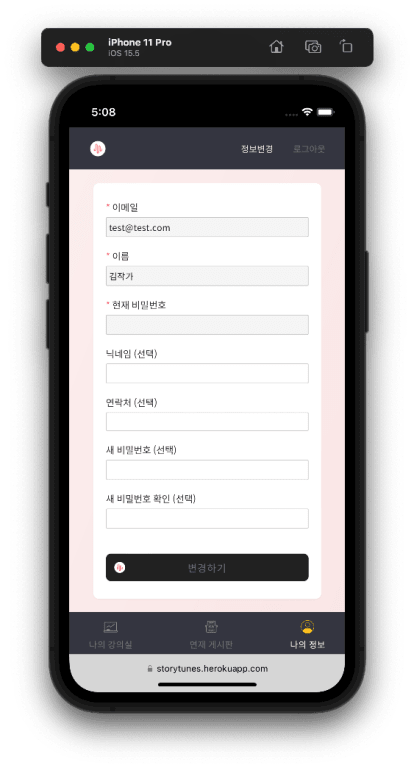 iPhone 11 Pro
iOS 15.5
5:08
정보변경 로그아웃
* 이메일
test@test.com
* 이름
김작가
* 현재 비밀번호
닉네임 (선택)
연락처 (선택)
새 비밀번호 (선택)
새 비밀번호 확인 (선택)
변경하기
나의 강의실 연재 게시판 나의 정보
storytunes.herokuapp.com